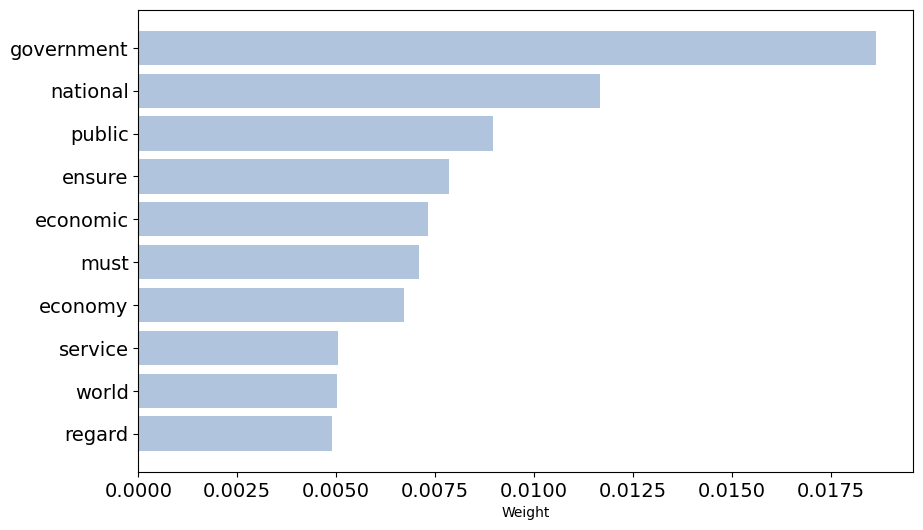 government
national
public
ensure
economic
must
economy
service
world
regard
0.0000 0.0025 0.0050 0.0075 0.0100 0.0125 0.0150 0.0175
Weight